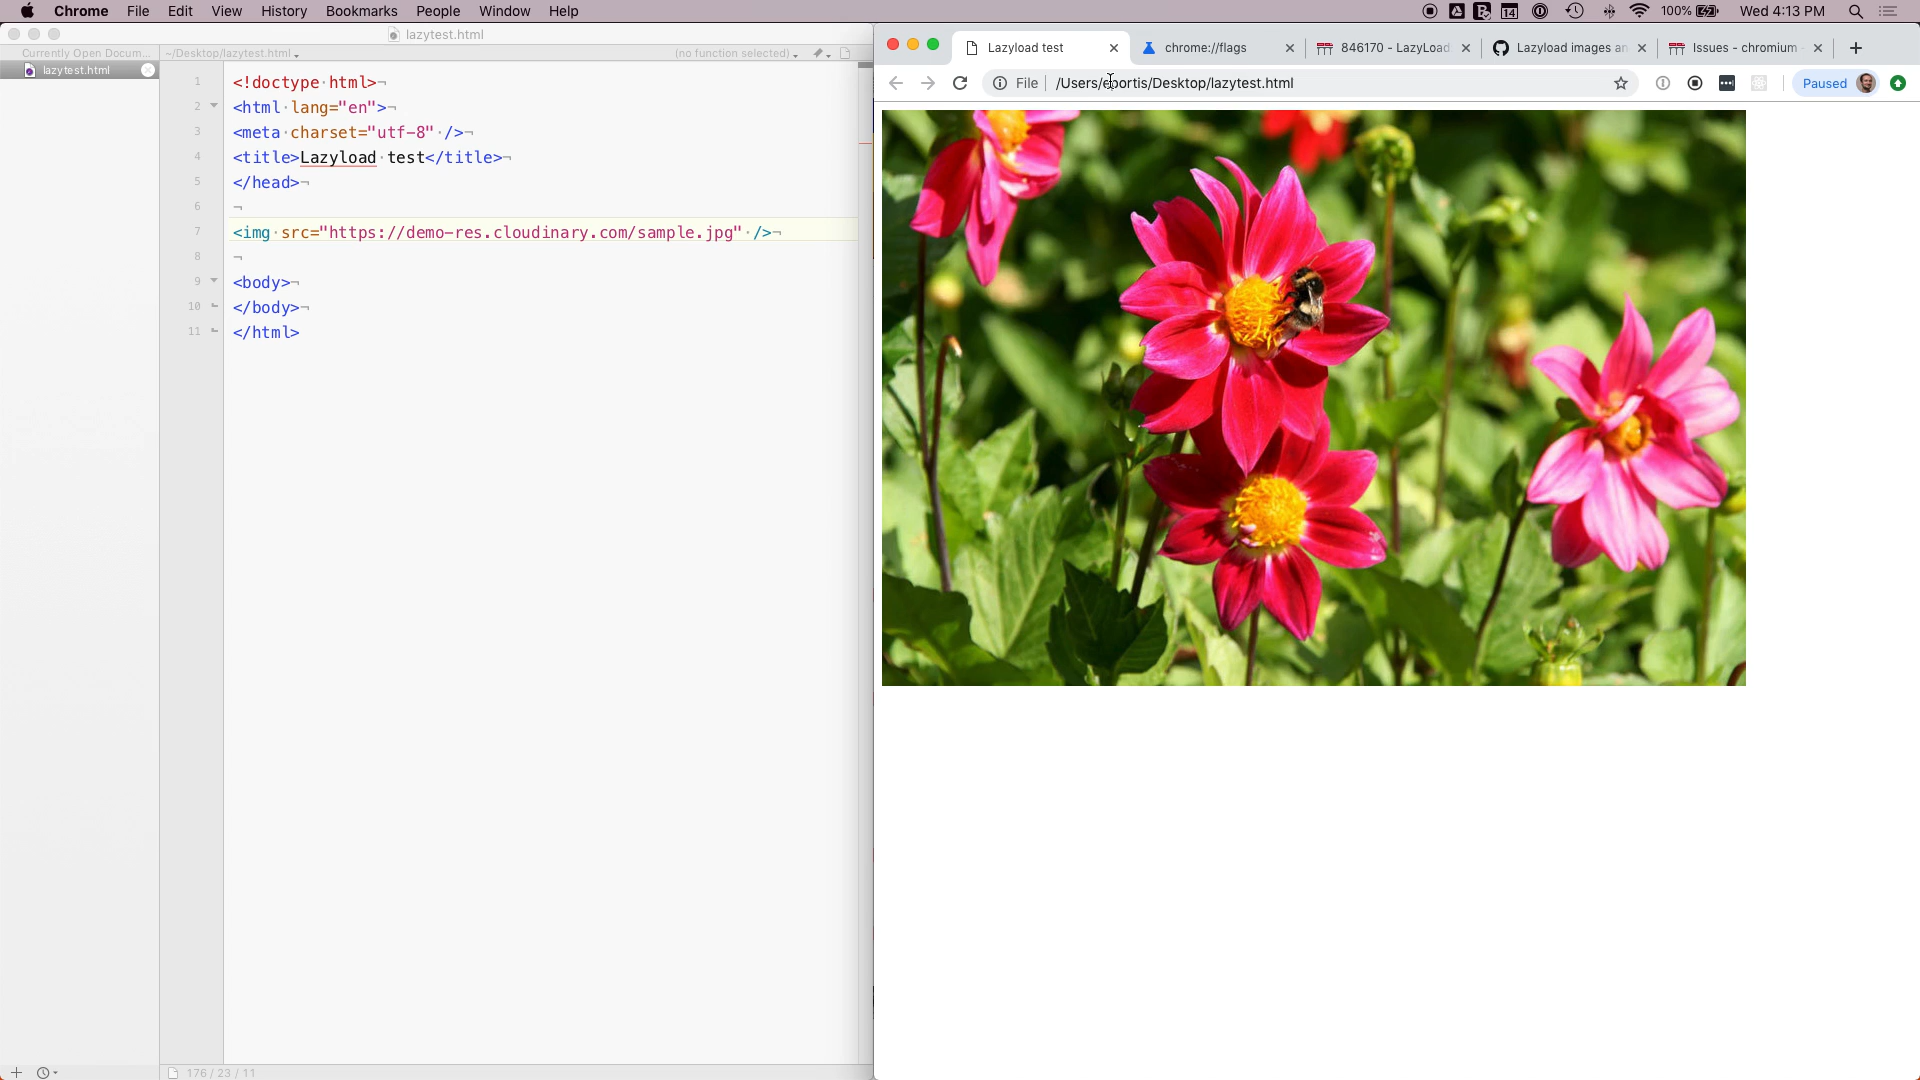 Chrome File Edit View History Bookmarks People Window Help 14 100% Wed 4:13 PM
lazytest.html
Currently Open Docum... ~/Desktop/lazytest.html (no function selected)
lazytest.html
1 <!doctype·html>¬
2 <html·lang="en">¬
3 <meta·charset="utf-8"·/>¬
4 <title>Lazyload·test</title>¬
5 </head>¬
6 ¬
7 <img·src="https://demo-res.cloudinary.com/sample.jpg"·/>¬
8 ¬
9 <body>¬
10 </body>¬
11 </html>
176 / 23 / 11
Lazyload test chrome://flags 846170 - LazyLoad Lazyload images an Issues - chromium -
File /Users/eportis/Desktop/lazytest.html Paused